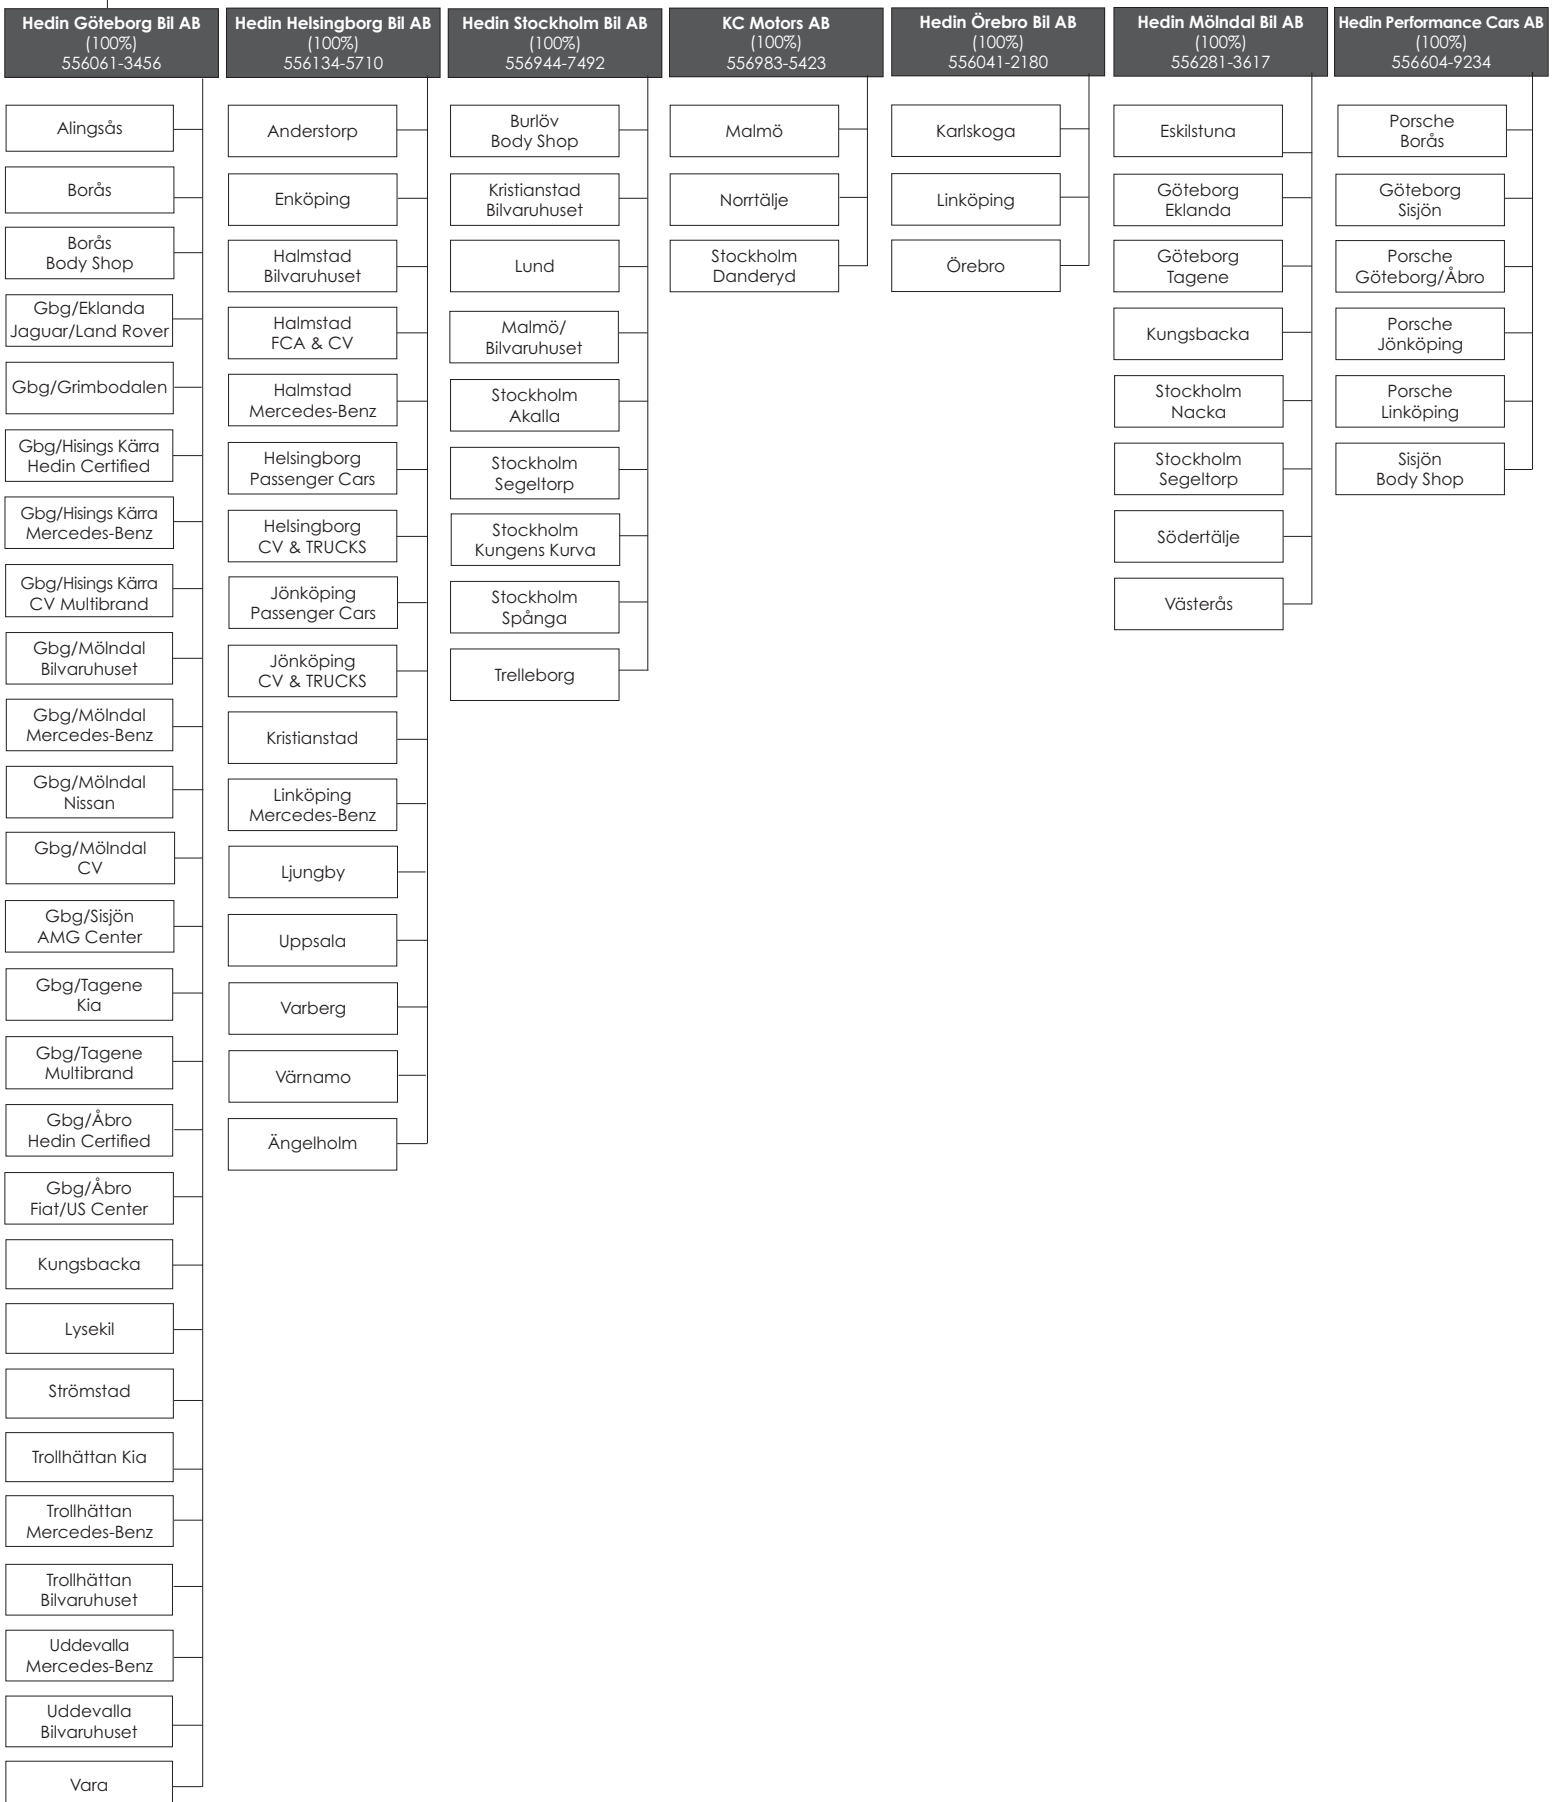 Hedin Göteborg Bil AB
(100%)
556061-3456
Alingsås
Borås
Borås
Body Shop
Gbg/Eklanda
Jaguar/Land Rover
Gbg/Grimbodalen
Gbg/Hisings Kärra
Hedin Certified
Gbg/Hisings Kärra
Mercedes-Benz
Gbg/Hisings Kärra
CV Multibrand
Gbg/Mölndal
Bilvaruhuset
Gbg/Mölndal
Mercedes-Benz
Gbg/Mölndal
Nissan
Gbg/Mölndal
CV
Gbg/Sisjön
AMG Center
Gbg/Tagene
Kia
Gbg/Tagene
Multibrand
Gbg/Åbro
Hedin Certified
Gbg/Åbro
Fiat/US Center
Kungsbacka
Lysekil
Strömstad
Trollhättan Kia
Trollhättan
Mercedes-Benz
Trollhättan
Bilvaruhuset
Uddevalla
Mercedes-Benz
Uddevalla
Bilvaruhuset
Vara
Hedin Helsingborg Bil AB
(100%)
556134-5710
Anderstorp
Enköping
Halmstad
Bilvaruhuset
Halmstad
FCA & CV
Halmstad
Mercedes-Benz
Helsingborg
Passenger Cars
Helsingborg
CV & TRUCKS
Jönköping
Passenger Cars
Jönköping
CV & TRUCKS
Kristianstad
Linköping
Mercedes-Benz
Ljungby
Uppsala
Varberg
Värnamo
Ängelholm
Hedin Stockholm Bil AB
(100%)
556944-7492
Burlöv
Body Shop
Kristianstad
Bilvaruhuset
Lund
Malmö/
Bilvaruhuset
Stockholm
Akalla
Stockholm
Segeltorp
Stockholm
Kungens Kurva
Stockholm
Spånga
Trelleborg
KC Motors AB
(100%)
556983-5423
Malmö
Norrtälje
Stockholm
Danderyd
Hedin Örebro Bil AB
(100%)
556041-2180
Karlskoga
Linköping
Örebro
Hedin Mölndal Bil AB
(100%)
556281-3617
Eskilstuna
Göteborg
Eklanda
Göteborg
Tagene
Kungsbacka
Stockholm
Nacka
Stockholm
Segeltorp
Södertälje
Västerås
Hedin Performance Cars AB
(100%)
556604-9234
Porsche
Borås
Göteborg
Sisjön
Porsche
Göteborg/Åbro
Porsche
Jönköping
Porsche
Linköping
Sisjön
Body Shop